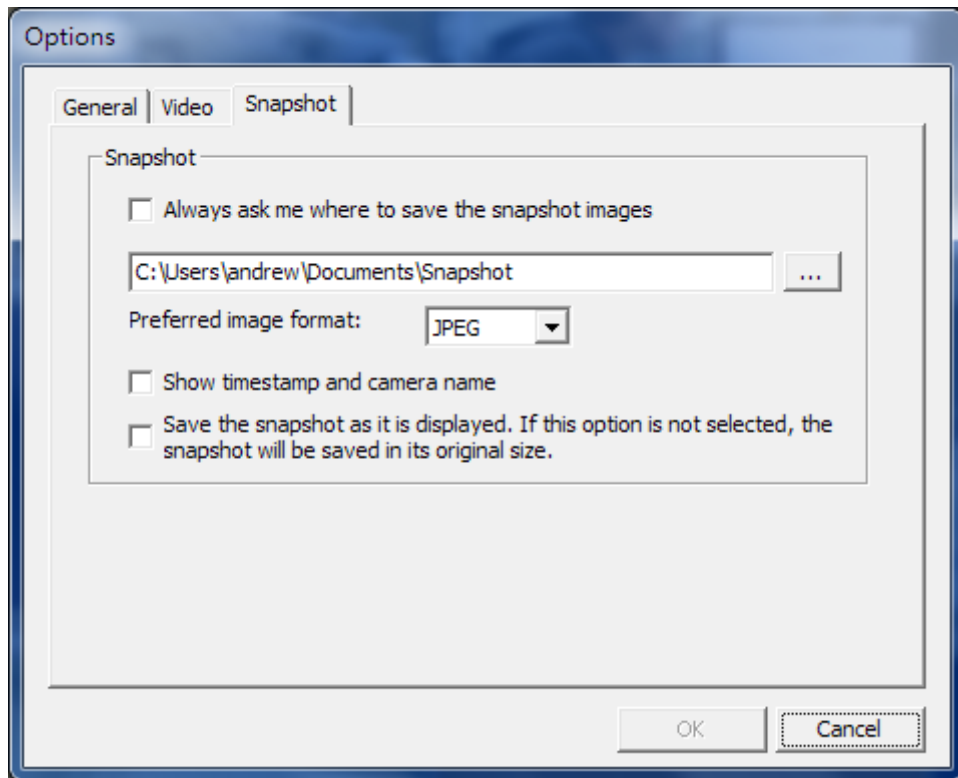 Options
General Video Snapshot
Snapshot
Always ask me where to save the snapshot images
C:\Users\andrew\Documents\Snapshot ...
Preferred image format: JPEG
Show timestamp and camera name
Save the snapshot as it is displayed. If this option is not selected, the
snapshot will be saved in its original size.
OK Cancel